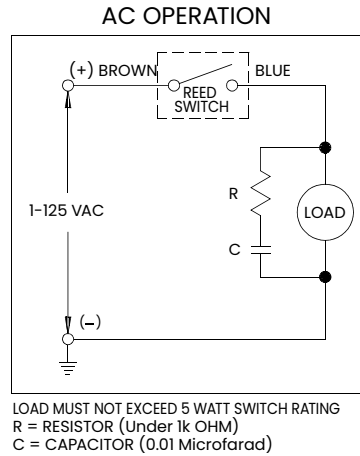 AC OPERATION
(+) BROWN
BLUE
REED
SWITCH
R
LOAD
1-125 VAC
C
(-)
LOAD MUST NOT EXCEED 5 WATT SWITCH RATING
R = RESISTOR (Under 1k OHM)
C = CAPACITOR (0.01 Microfarad)